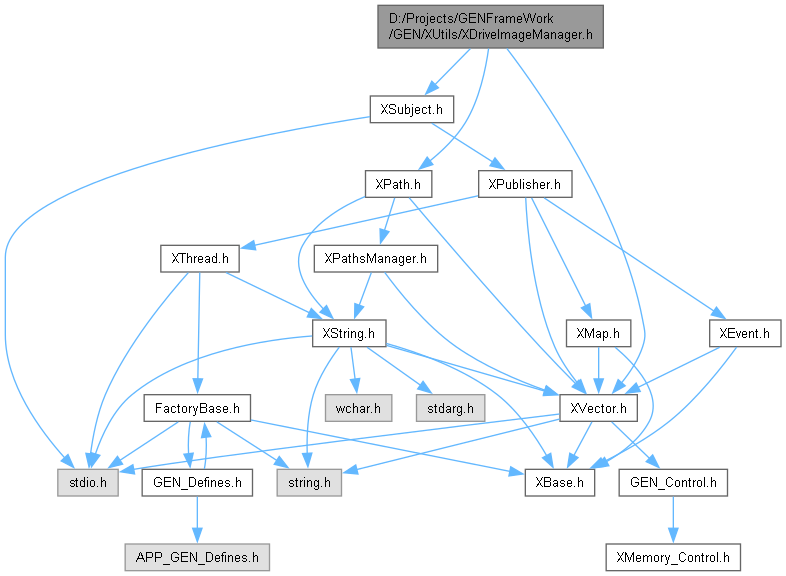 D:/Projects/GENFrameWork
/GEN/XUtils/XDriveImageManager.h
XSubject.h
XPath.h
XPublisher.h
XThread.h
XPathsManager.h
XString.h
XMap.h
XEvent.h
FactoryBase.h
wchar.h
stdarg.h
XVector.h
stdio.h
GEN_Defines.h
string.h
XBase.h
GEN_Control.h
APP_GEN_Defines.h
XMemory_Control.h